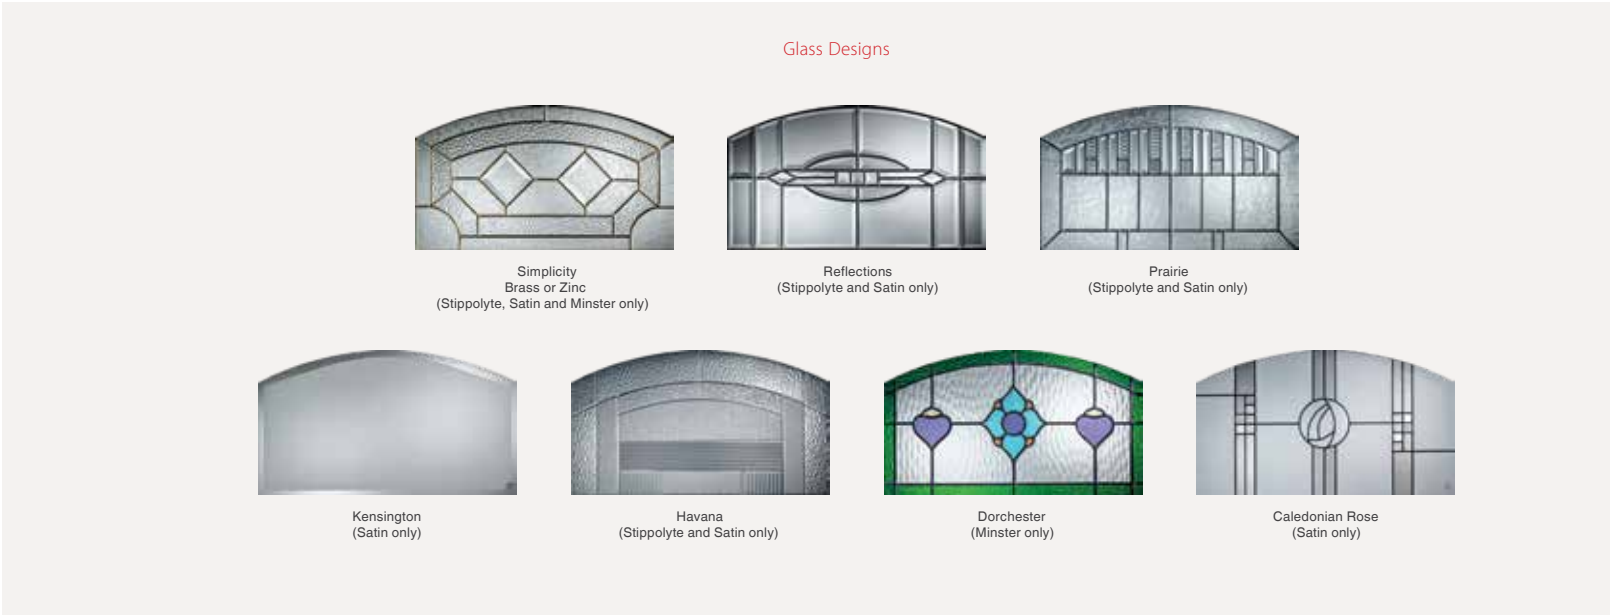 Glass Designs
Simplicity
Brass or Zinc
(Stippolyte, Satin and Minster only)
Reflections
(Stippolyte and Satin only)
Prairie
(Stippolyte and Satin only)
Kensington
(Satin only)
Havana
(Stippolyte and Satin only)
Dorchester
(Minster only)
Caledonian Rose
(Satin only)